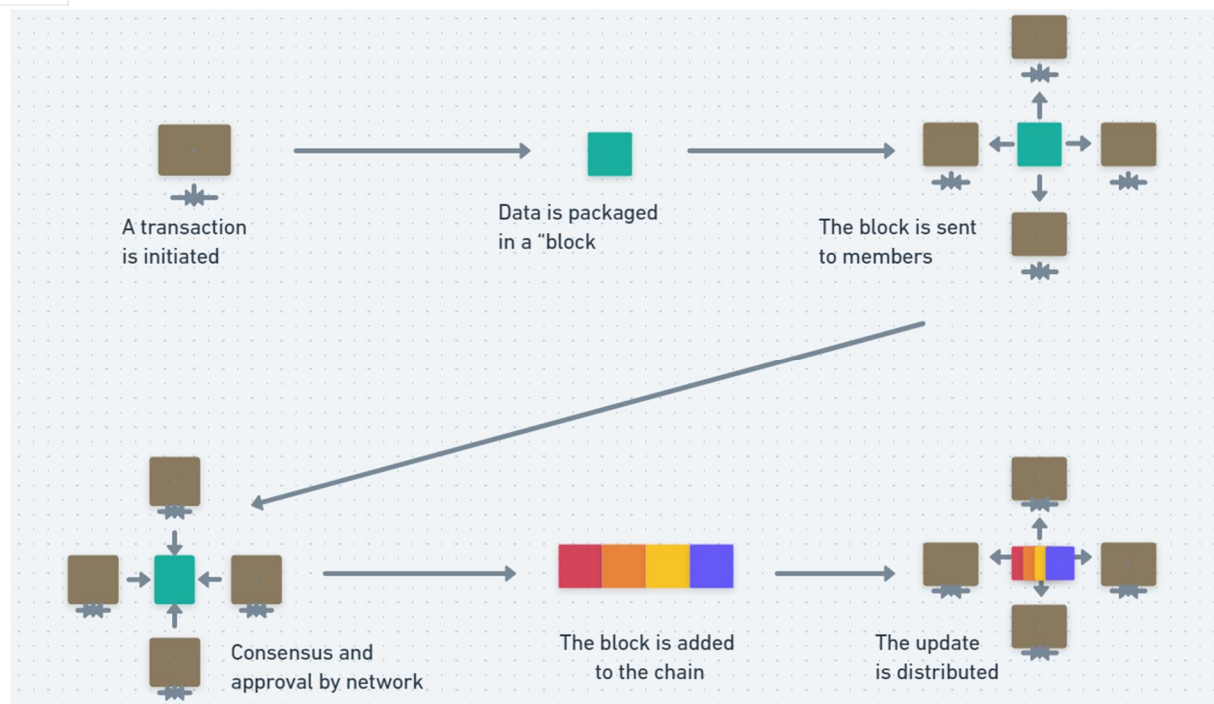 A transaction
is initiated
Data is packaged
in a “block
The block is sent
to members
Consensus and
approval by network
The block is added
to the chain
The update
is distributed